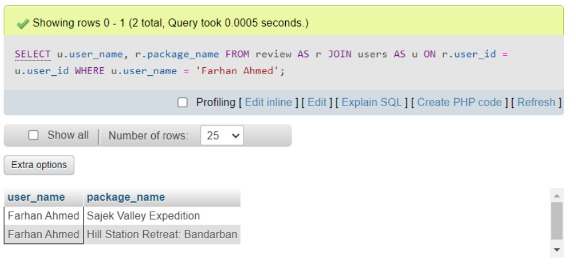 Showing rows 0 - 1 (2 total, Query took 0.0005 seconds.)
SELECT u.user_name, r.package_name FROM review AS r JOIN users AS u ON r.user_id =
u.user_id WHERE u.user_name = 'Farhan Ahmed';
Profiling [ Edit inline ] [ Edit ] [ Explain SQL ] [ Create PHP code ] [ Refresh ]
Show all | Number of rows: 25
Extra options
user_name package_name
Farhan Ahmed Sajek Valley Expedition
Farhan Ahmed Hill Station Retreat: Bandarban